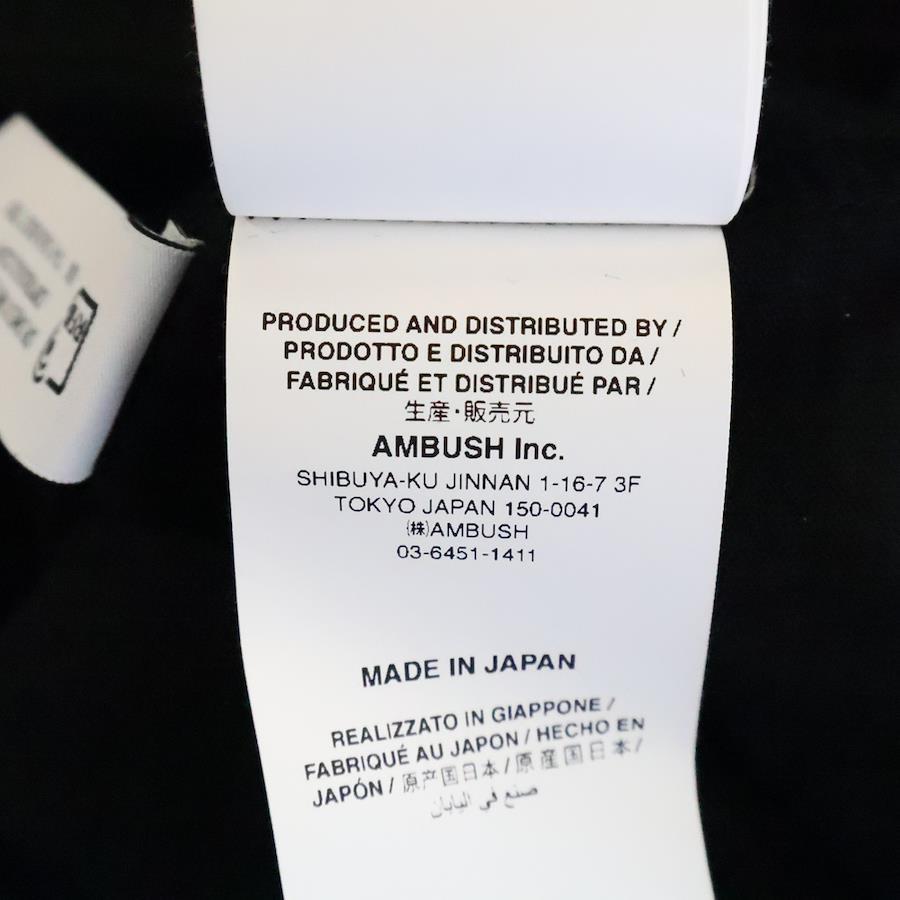 PRODUCED AND DISTRIBUTED BY /
PRODOTTO E DISTRIBUITO DA /
FABRIQUÉ ET DISTRIBUÉ PAR /
生産・販売元
AMBUSH Inc.
SHIBUYA-KU JINNAN 1-16-7 3F
TOKYO JAPAN 150-0041
㈱AMBUSH
03-6451-1411
MADE IN JAPAN
REALIZZATO IN GIAPPONE /
FABRIQUÉ AU JAPON / HECHO EN
JAPÓN / 原产国日本 / 原産国日本 /
صنع في اليابان